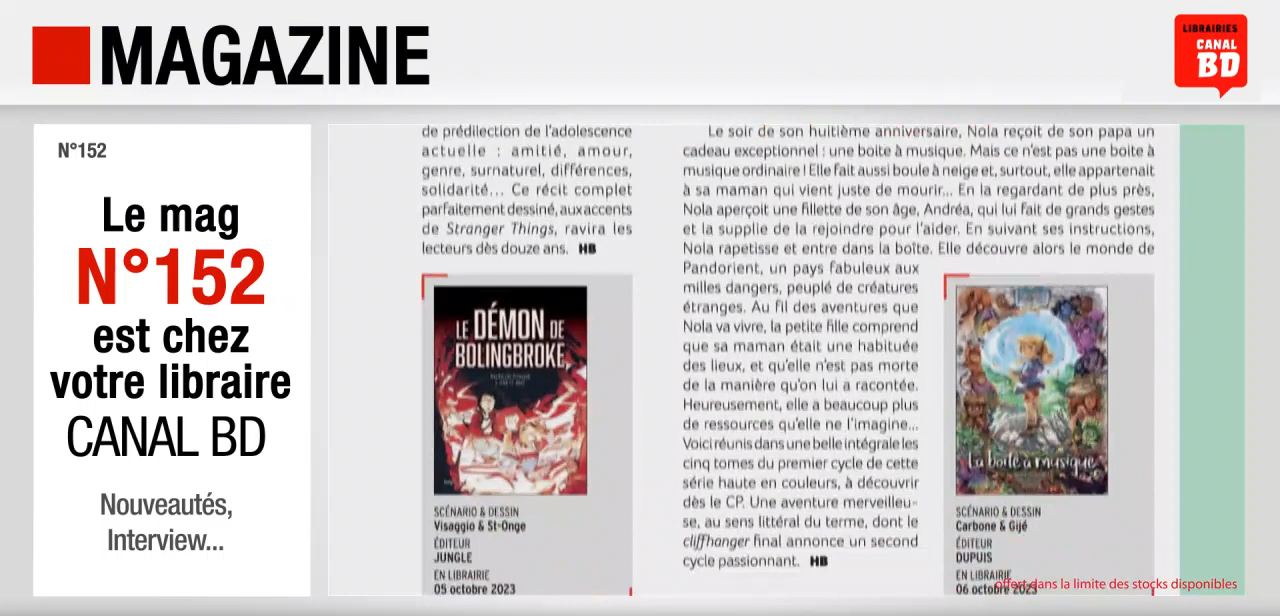 MAGAZINE
LIBRAIRIES
CANAL
BD
N°152
Le mag
N°152
est chez
votre libraire
CANAL BD
Nouveautés,
Interview...
de prédilection de l'adolescence
actuelle : amitié, amour,
genre, surnaturel, différences,
solidarité... Ce récit complet
parfaitement dessiné, aux accents
de Stranger Things, ravira les
lecteurs dès douze ans. HB
LE DÉMON DE
BOLINGBROKE
SCÉNARIO & DESSIN
Visaggio & St-Onge
ÉDITEUR
JUNGLE
EN LIBRAIRIE
05 octobre 2023
Le soir de son huitième anniversaire, Nola reçoit de son papa un
cadeau exceptionnel : une boite à musique. Mais ce n'est pas une boite à
musique ordinaire ! Elle fait aussi boule à neige et, surtout, elle appartenait
à sa maman qui vient juste de mourir... En la regardant de plus près,
Nola aperçoit une fillette de son âge, Andréa, qui lui fait de grands gestes
et la supplie de la rejoindre pour l'aider. En suivant ses instructions,
Nola rapetisse et entre dans la boîte. Elle découvre alors le monde de
Pandorient, un pays fabuleux aux
milles dangers, peuplé de créatures
étranges. Au fil des aventures que
Nola va vivre, la petite fille comprend
que sa maman était une habituée
des lieux, et qu'elle n'est pas morte
de la manière qu'on lui a racontée.
Heureusement, elle a beaucoup plus
de ressources qu'elle ne l'imagine...
Voici réunis dans une belle intégrale les
cinq tomes du premier cycle de cette
série haute en couleurs, à découvrir
dès le CP. Une aventure merveilleu-
se, au sens littéral du terme, dont le
cliffhanger final annonce un second
cycle passionnant. HB
La boite à musique
SCÉNARIO & DESSIN
Carbone & Gijé
ÉDITEUR
DUPUIS
EN LIBRAIRIE
06 octobre 2023
offert dans la limite des stocks disponibles